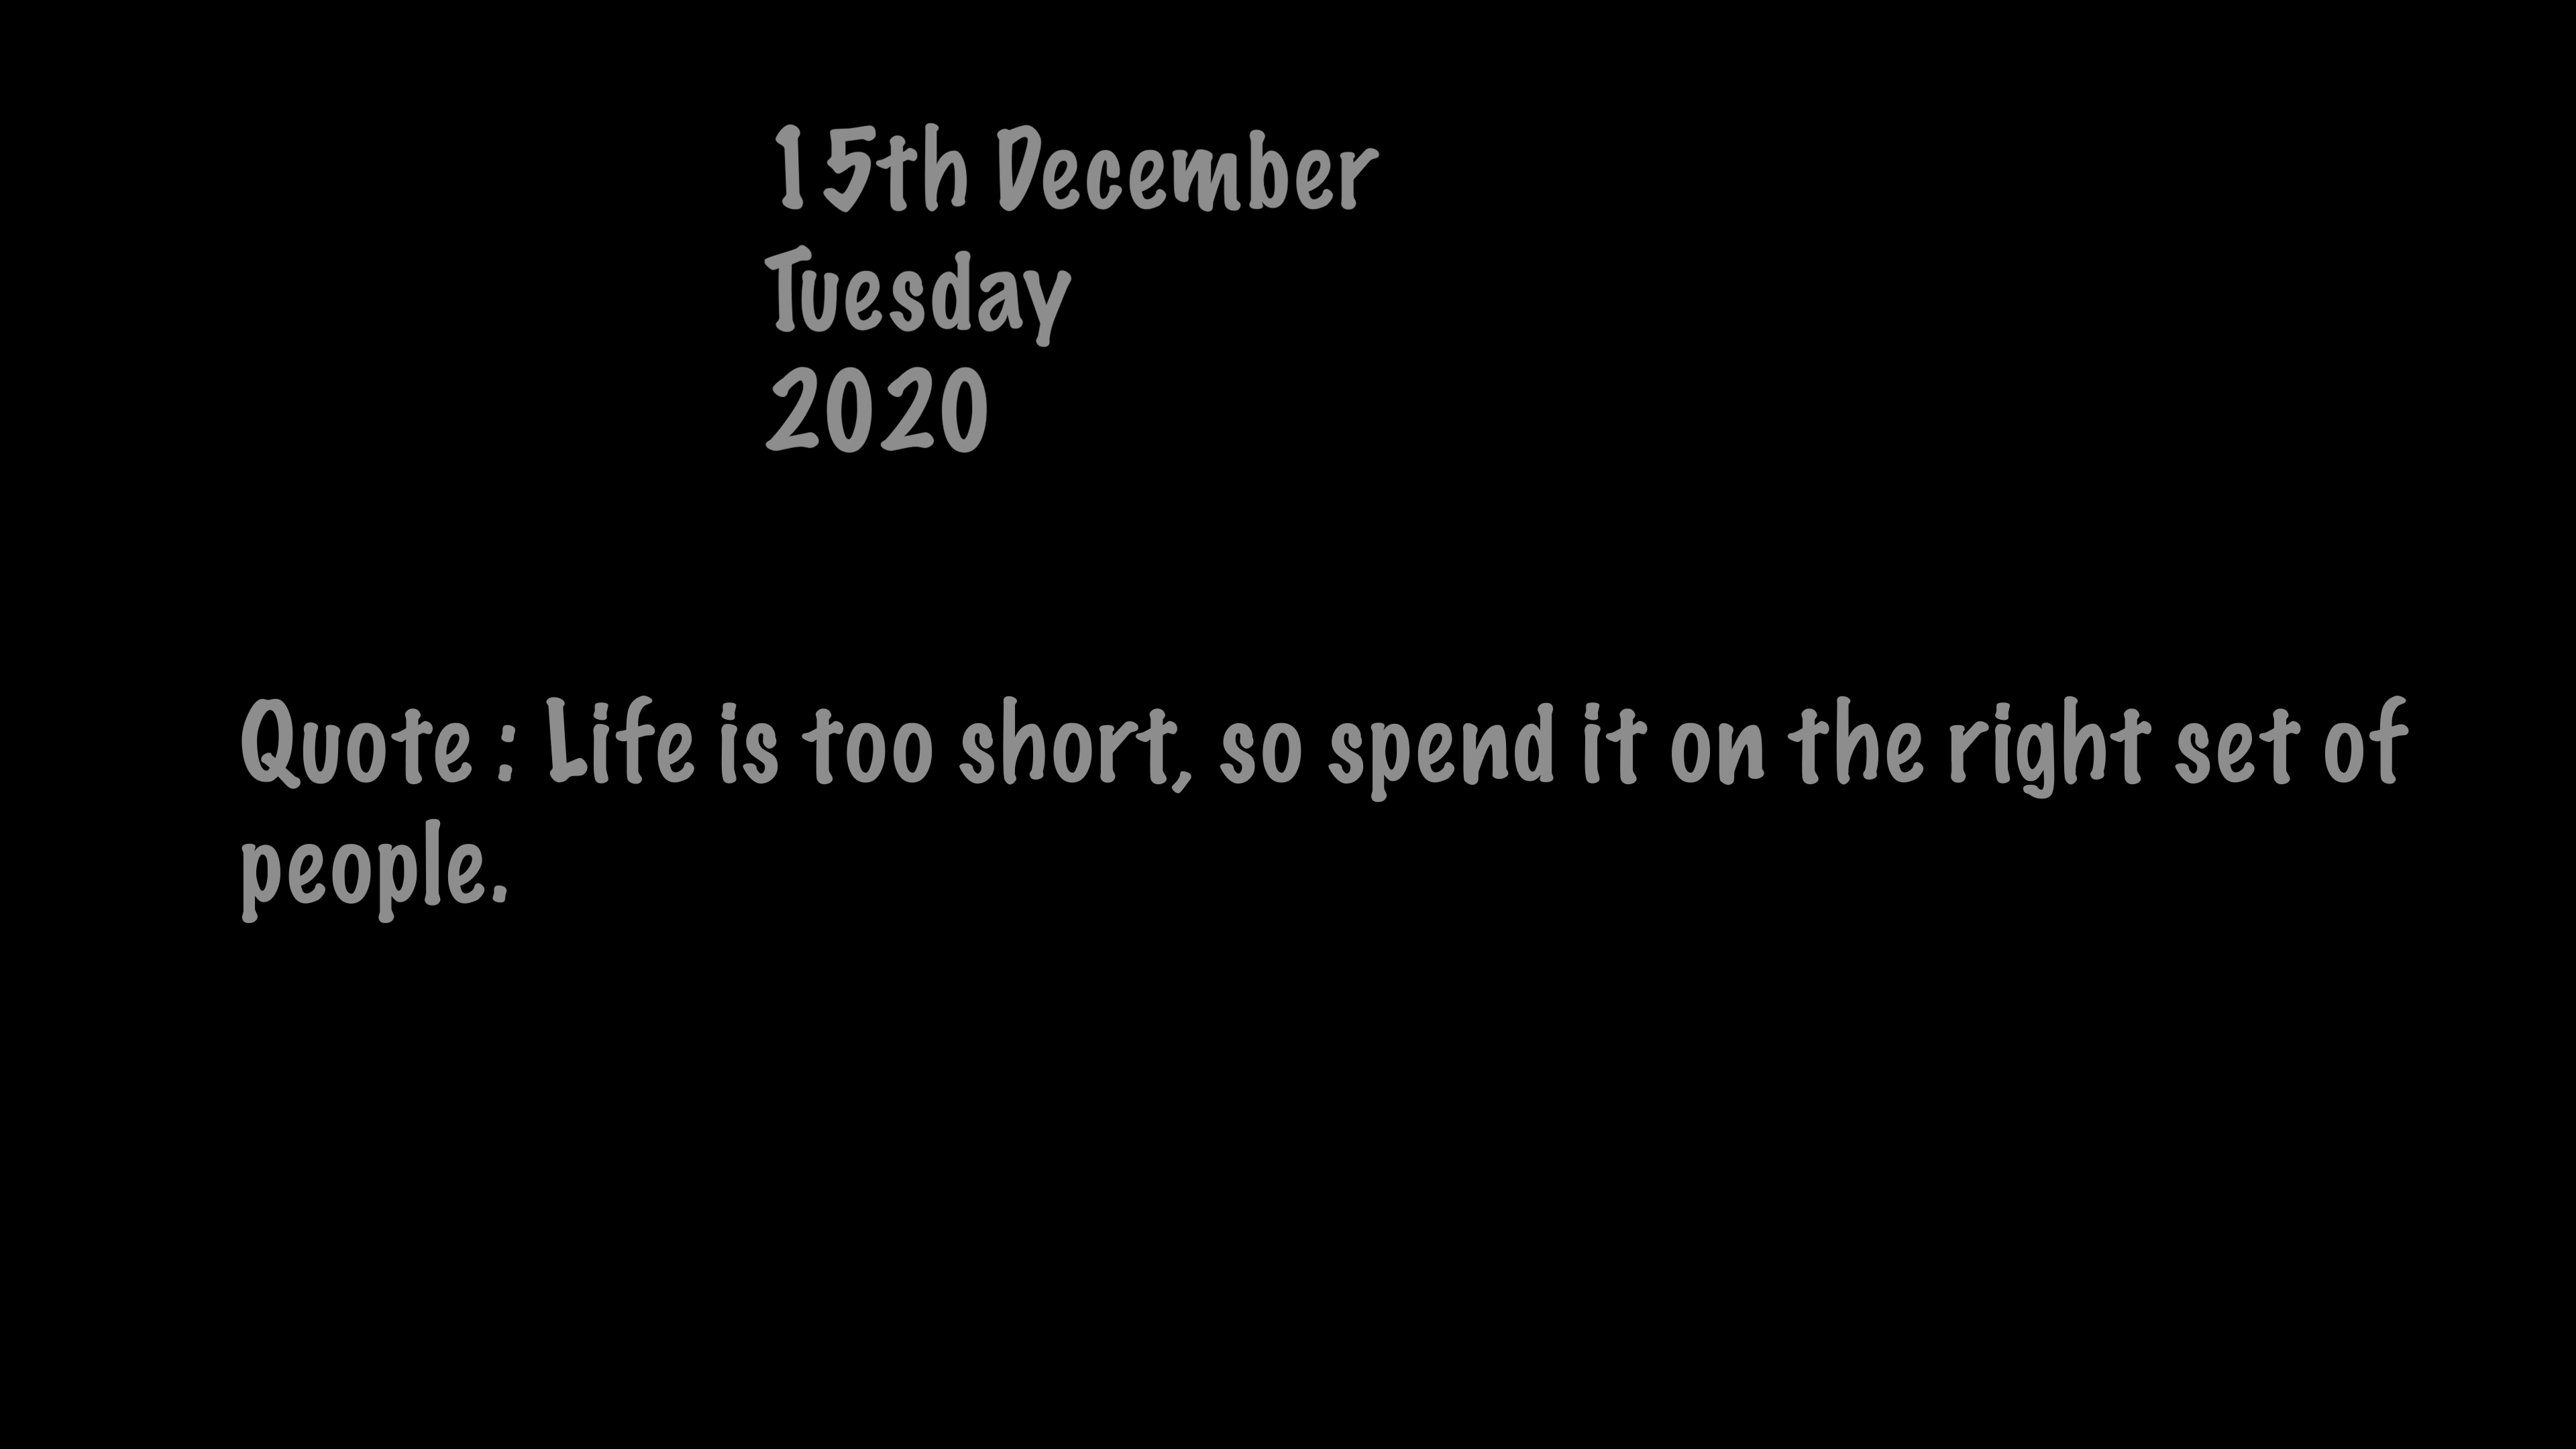 15th December
Tuesday
2020
Quote : Life is too short, so spend it on the right set of
people.